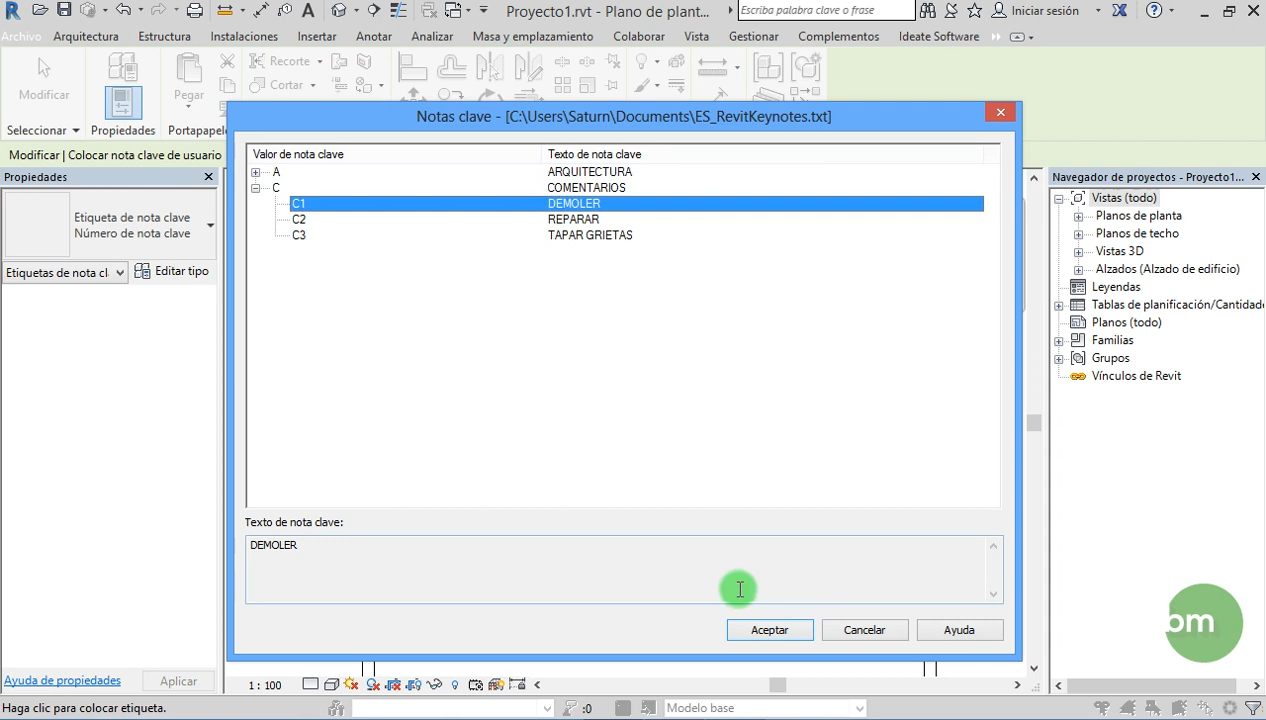 Proyecto1.rvt - Plano de plant...
Escriba palabra clave o frase
Iniciar sesión
Archivo Arquitectura Estructura Instalaciones Insertar Anotar Analizar Masa y emplazamiento Colaborar Vista Gestionar Complementos Ideate Software
Recorte
Cortar
Modificar
Pegar
Seleccionar Propiedades Portapapele
Modificar | Colocar nota clave de usuario
Propiedades
Etiqueta de nota clave
Número de nota clave
Etiquetas de nota cl
Editar tipo
Ayuda de propiedades
Aplicar
Notas clave - [C:\Users\Saturn\Documents\ES_RevitKeynotes.txt]
Valor de nota clave Texto de nota clave
A ARQUITECTURA
C COMENTARIOS
C1 DEMOLER
C2 REPARAR
C3 TAPAR GRIETAS
Texto de nota clave:
DEMOLER
Aceptar Cancelar Ayuda
Navegador de proyectos - Proyecto1...
Vistas (todo)
Planos de planta
Planos de techo
Vistas 3D
Alzados (Alzado de edificio)
Leyendas
Tablas de planificación/Cantidade
Planos (todo)
Familias
Grupos
Vínculos de Revit
om
1 : 100
Haga clic para colocar etiqueta.
:0
Modelo base